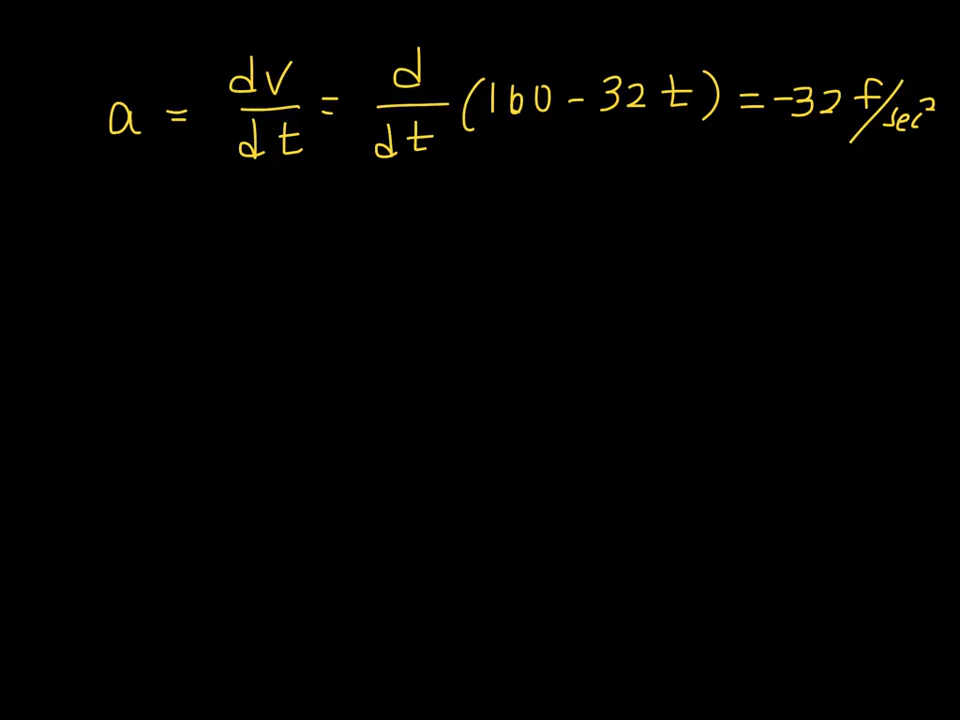 a = dv/dt = d/dt (160 - 32t) = -32 f/sec²